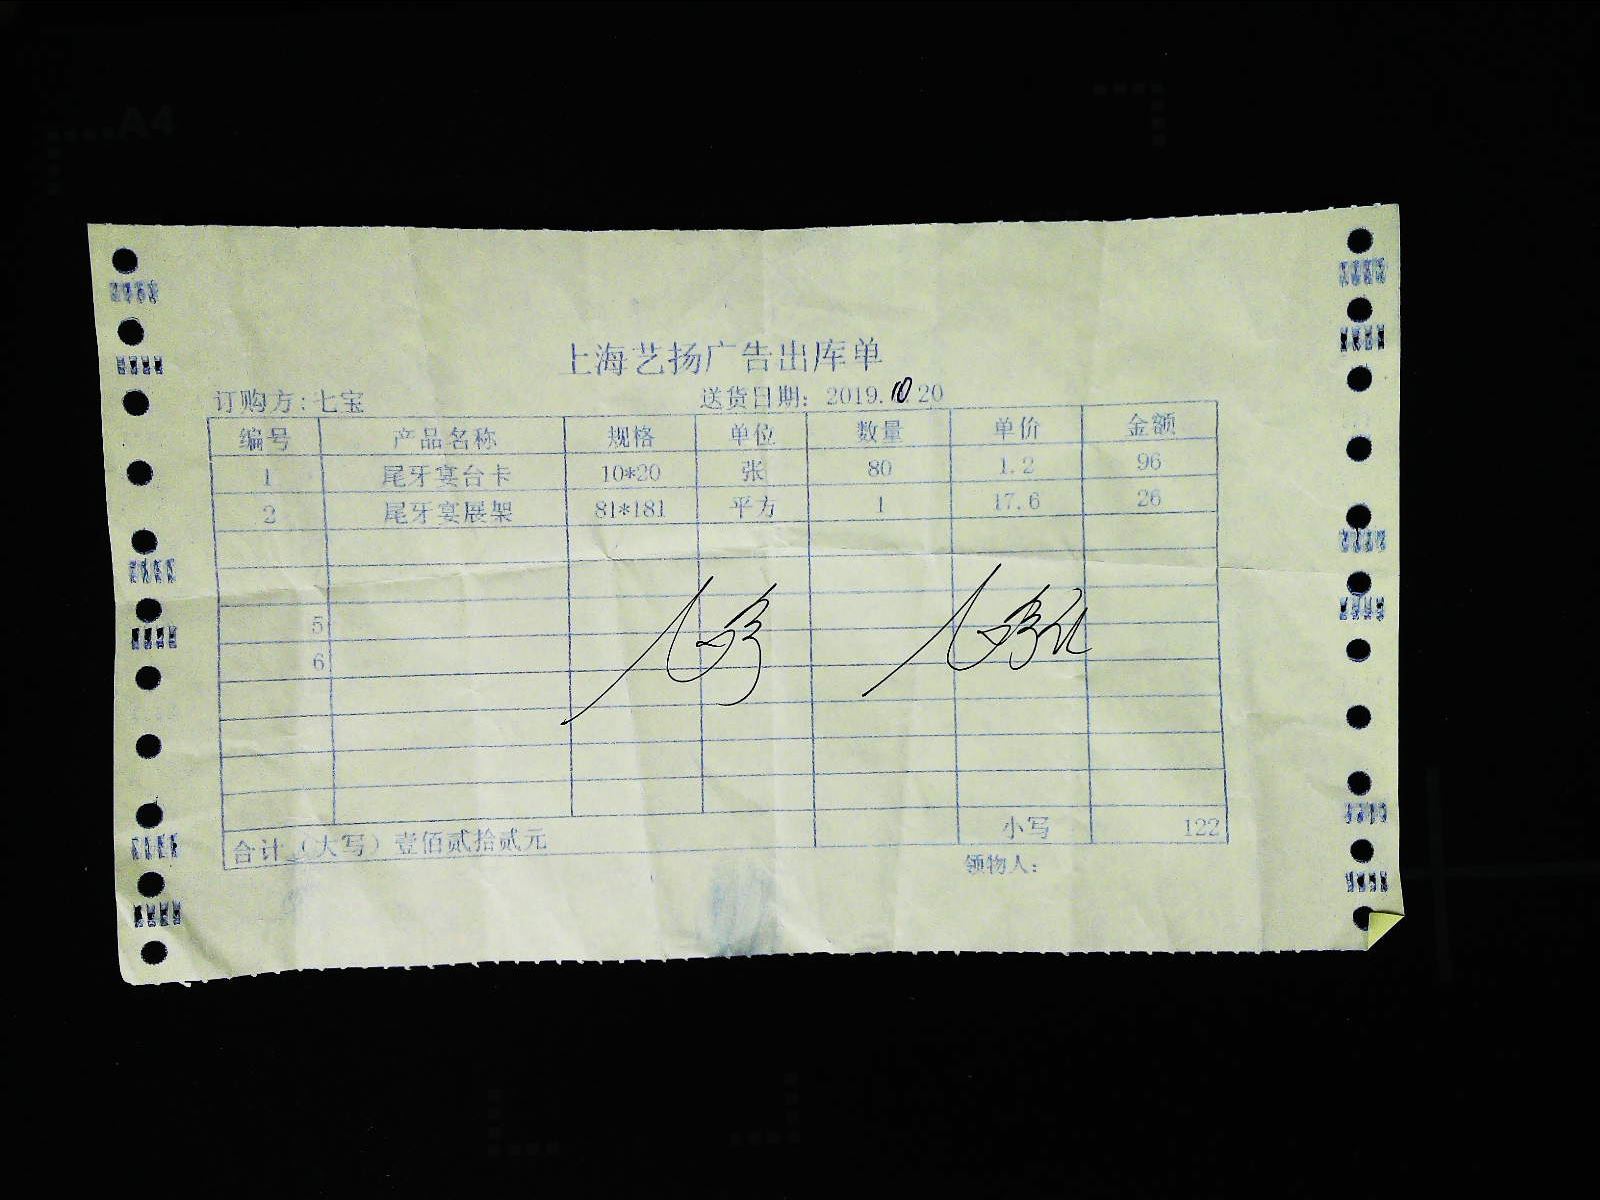 上海艺扬广告出库单
订购方:七宝 送货日期: 2019.10 20
编号 产品名称 规格 单位 数量 单价 金额
1 尾牙宴台卡 10*20 张 80 1.2 96
2 尾牙宴展架 81*181 平方 1 17.6 26
5
6
合计（大写）壹佰贰拾贰元 小写 122
领物人:
A4